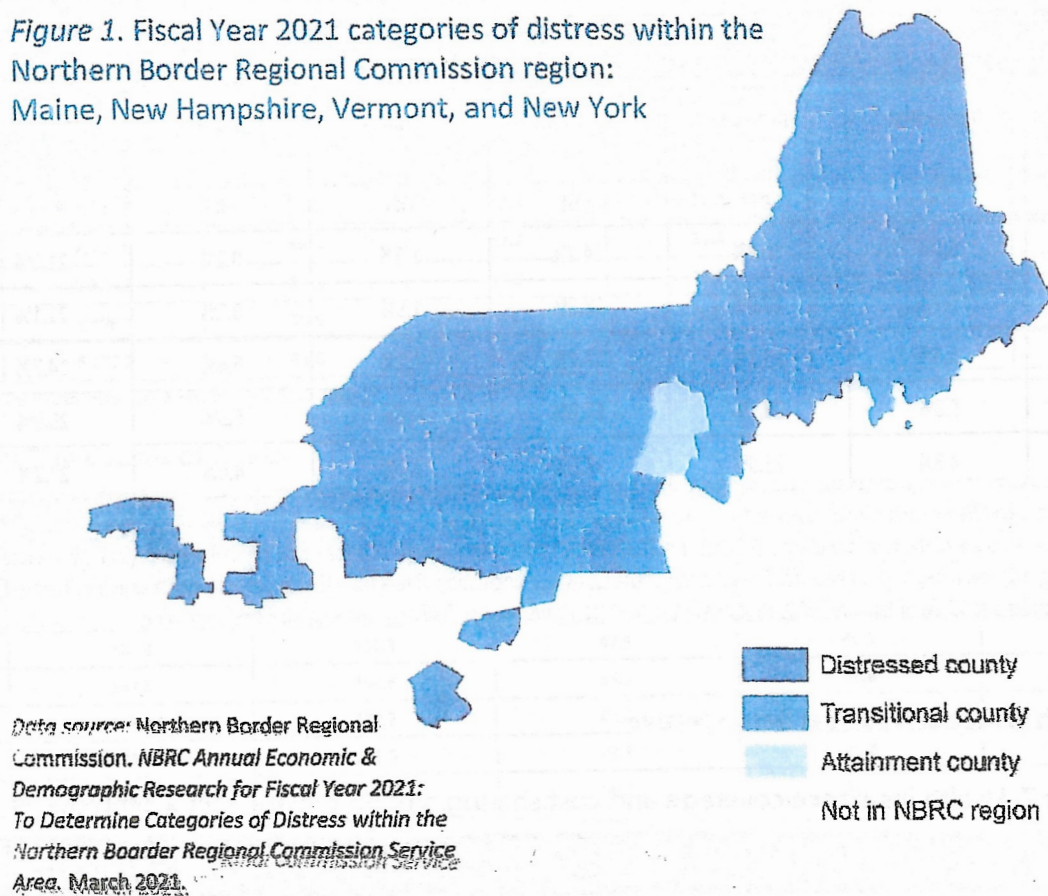 Figure 1. Fiscal Year 2021 categories of distress within the
Northern Border Regional Commission region:
Maine, New Hampshire, Vermont, and New York
Distressed county
Transitional county
Attainment county
Not in NBRC region
Data source: Northern Border Regional
Commission. NBRC Annual Economic &
Demographic Research for Fiscal Year 2021:
To Determine Categories of Distress within the
Northern Boarder Regional Commission Service
Area. March 2021.